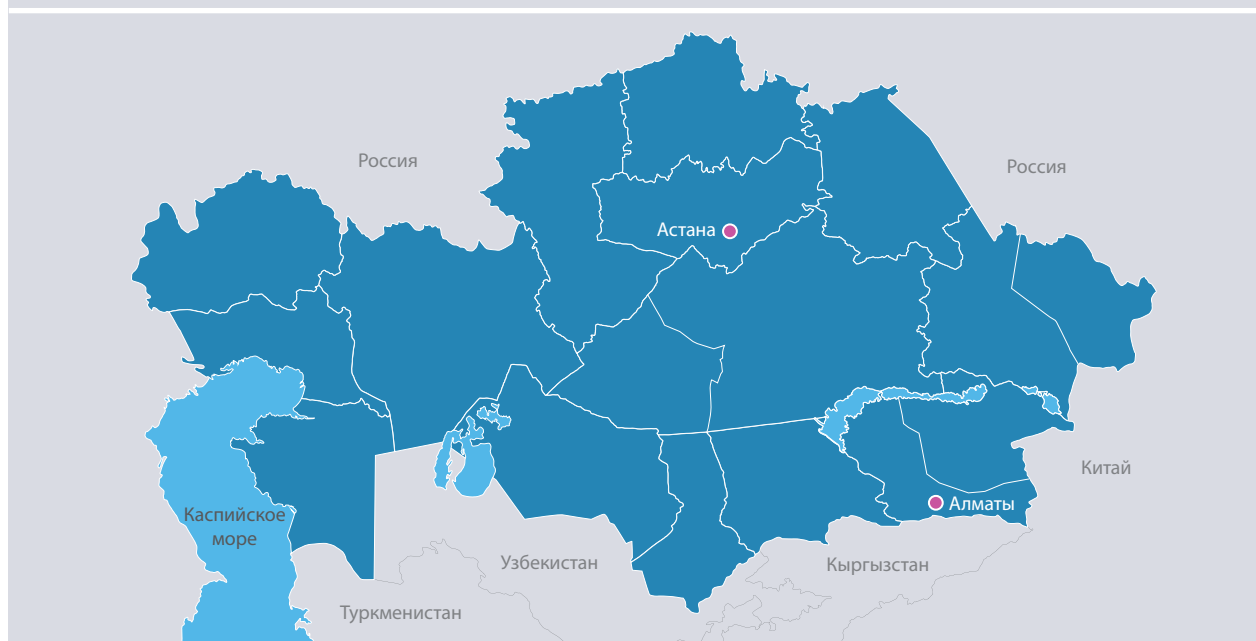 Россия
Россия
Астана
Китай
Алматы
Каспийское
море
Узбекистан
Кыргызстан
Туркменистан